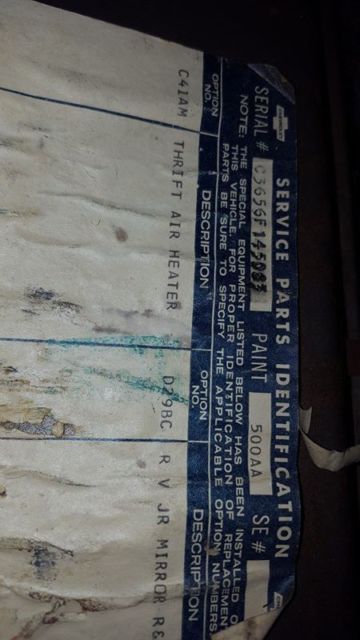 SERVICE PARTS IDENTIFICATION
SERIAL # C3656F145083 PAINT 500AA SE#
NOTE: THE SPECIAL EQUIPMENT LISTED BELOW HAS BEEN INSTALLED O
THIS VEHICLE. FOR PROPER IDENTIFICATION OF REPLACEMEN
PARTS BE SURE TO SPECIFY THE APPLICABLE OPTION NUMBERS
OPTION NO. DESCRIPTION OPTION NO. DESCRIPTION
C41AM THRIFT AIR HEATER D29BC R V JR MIRROR R&